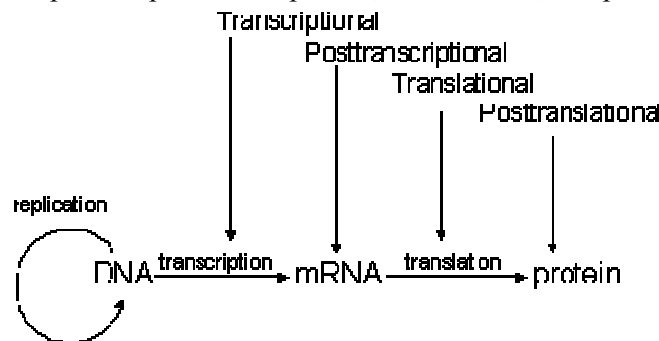 Transcriptional
Posttranscriptional
Translational
Posttranslational
replication
DNA transcription mRNA translation protein